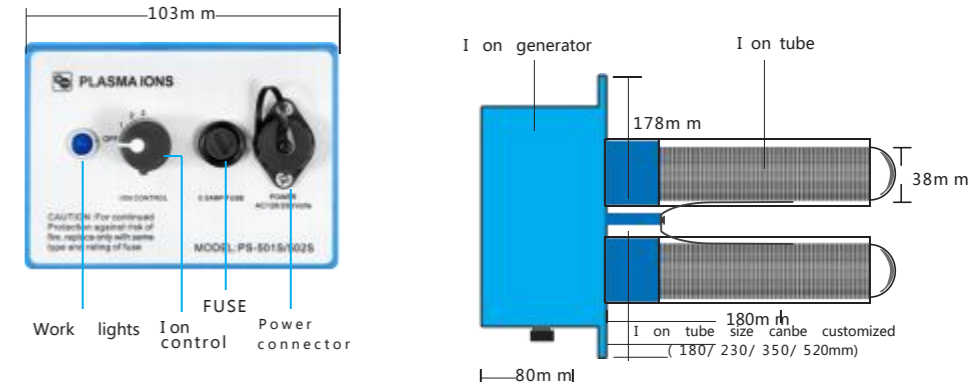 103m m
PLASMA IONS
OFF 1 2 3
ION CONTROL
FUSE
POWER
CAUTION :For continued
Protection against risk of
fire, replace only with same
type and rating of fuse
MODEL:PS-501S/502S
Work lights
I on
control
FUSE
Power
connector
I on generator
I on tube
178m m
38m m
180m m
I on tube size canbe customized
( 180/ 230/ 350/ 520mm)
80m m